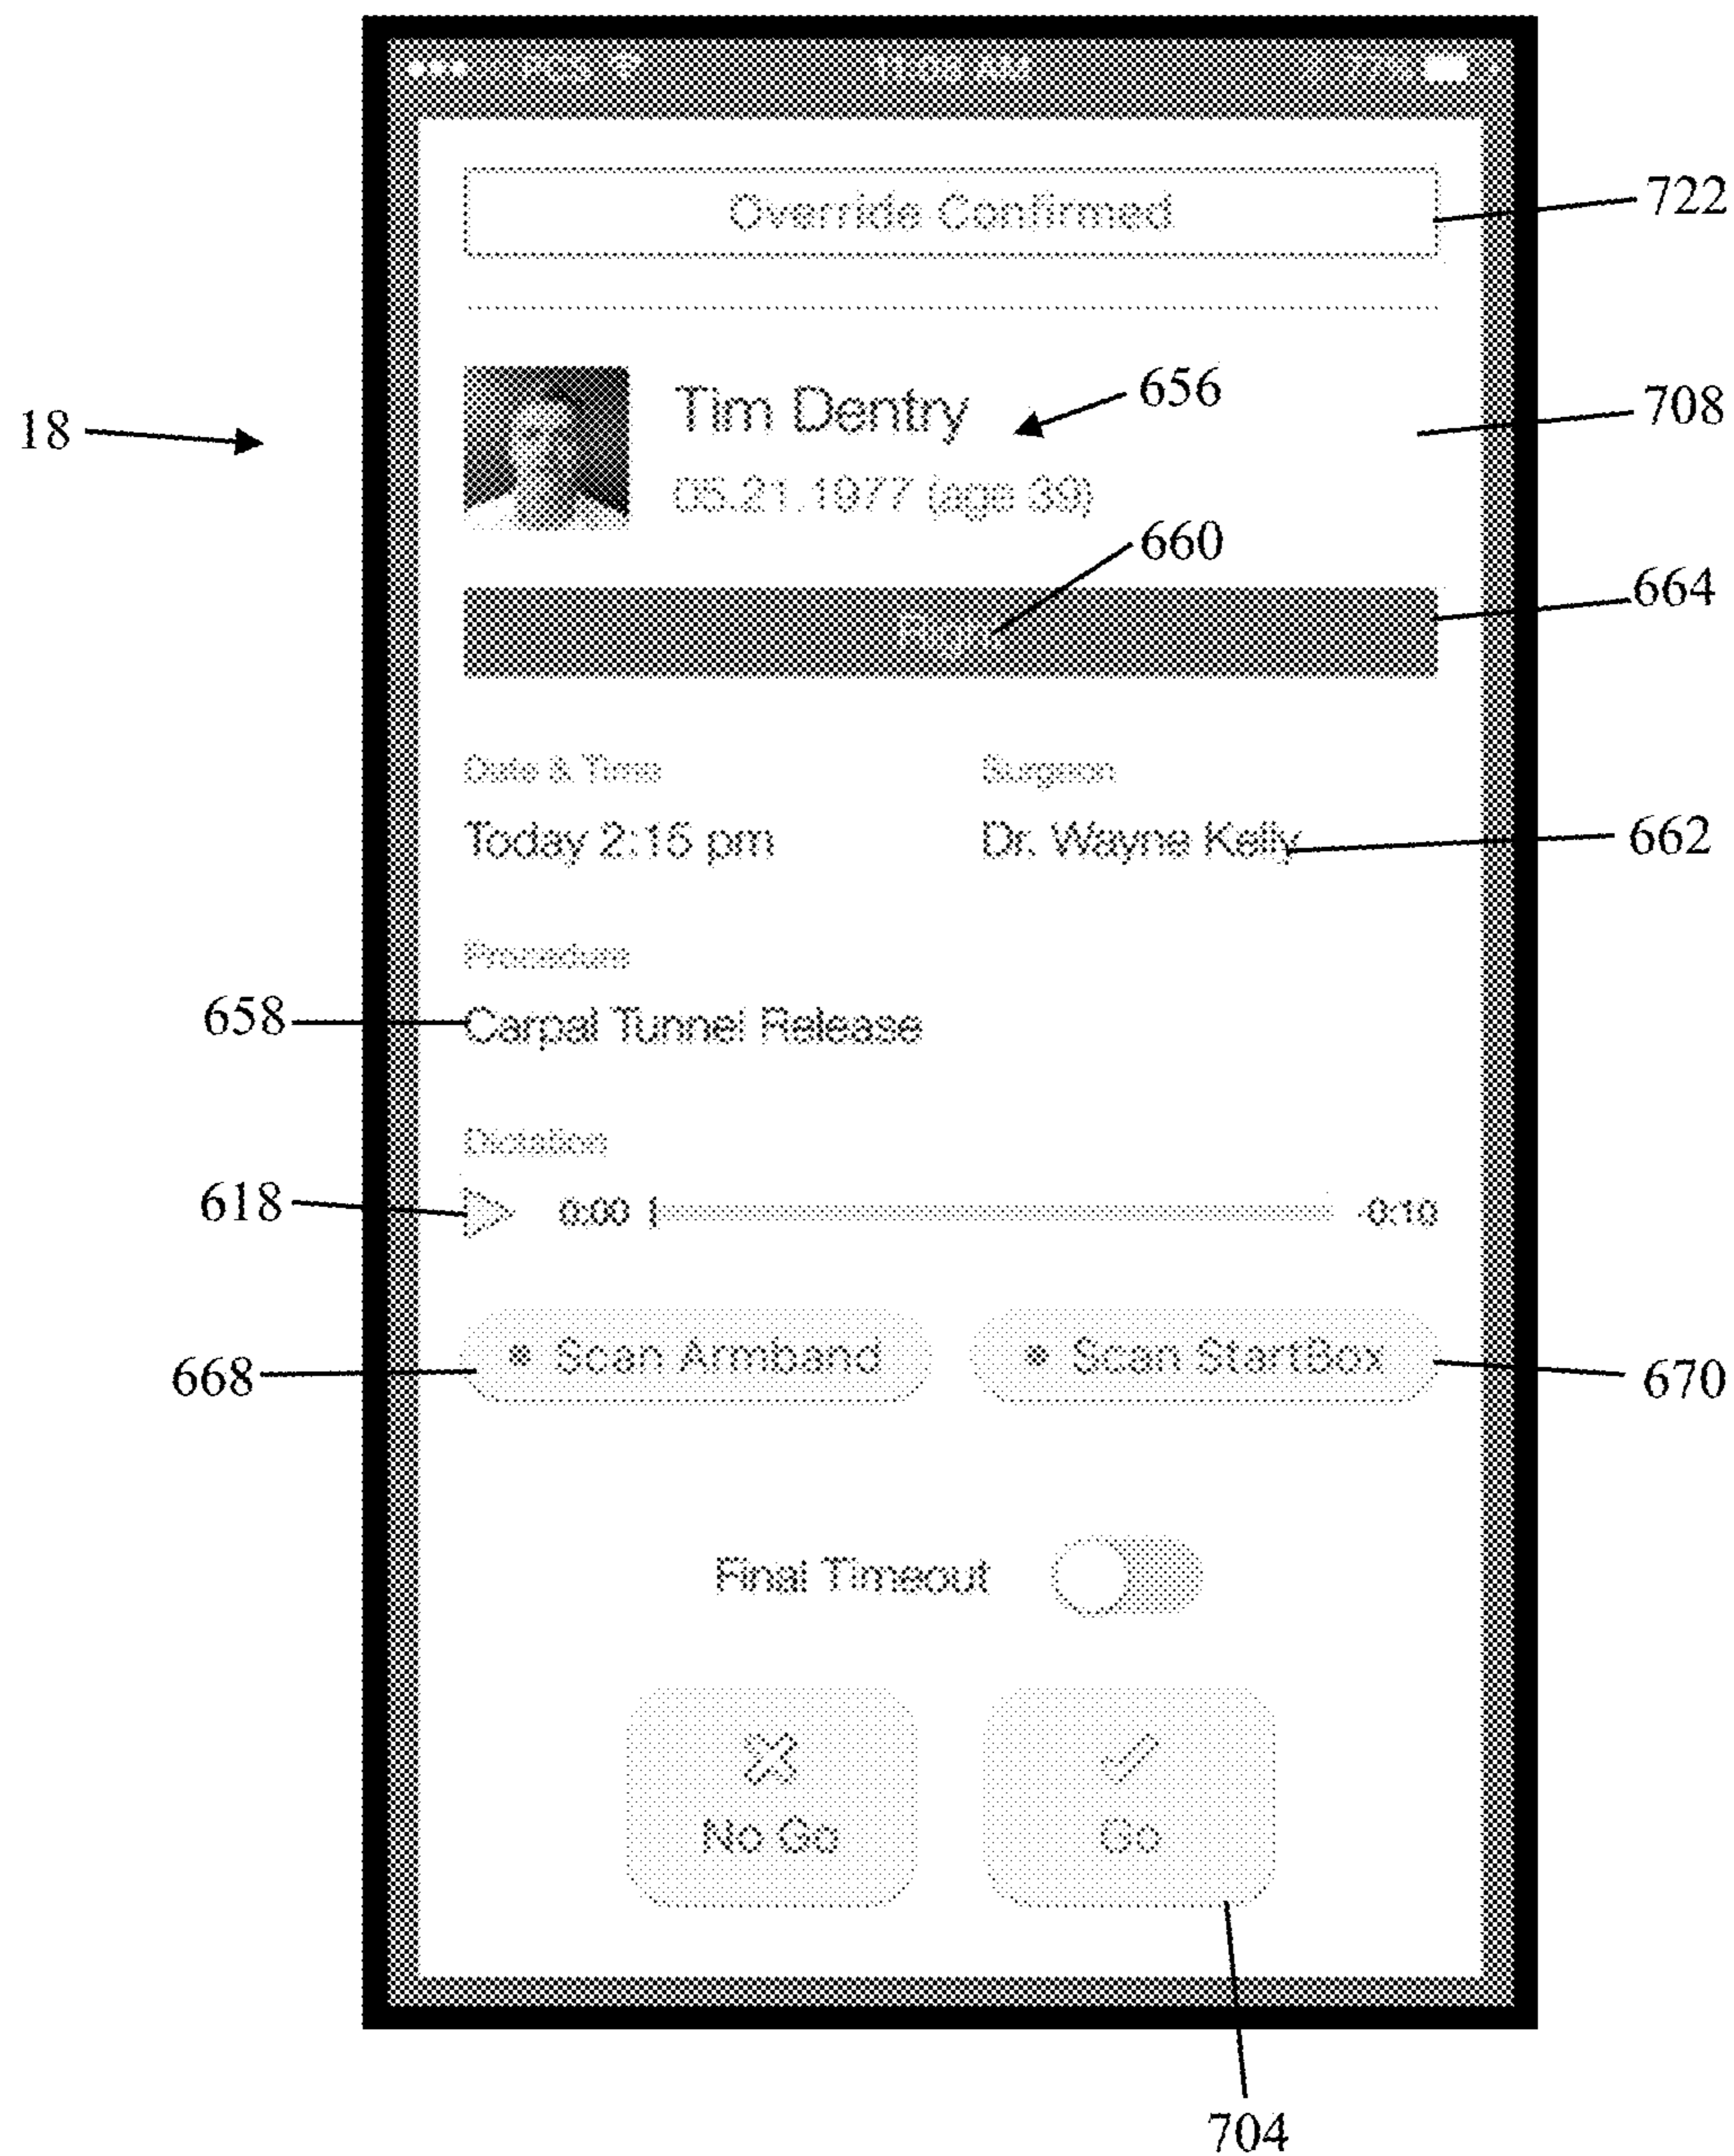 Override Confirmed
722
Tim Dentry
656
708
18
05.21.1977 (age 39)
660
664
Right
Date & Time
Surgeon
Today 2:15 pm
Dr. Wayne Kelly
662
Procedure
658
Carpal Tunnel Release
Dictation
618
0:00
-0:10
Scan Armband
Scan StartBox
668
670
Final Timeout
No Go
Go
704